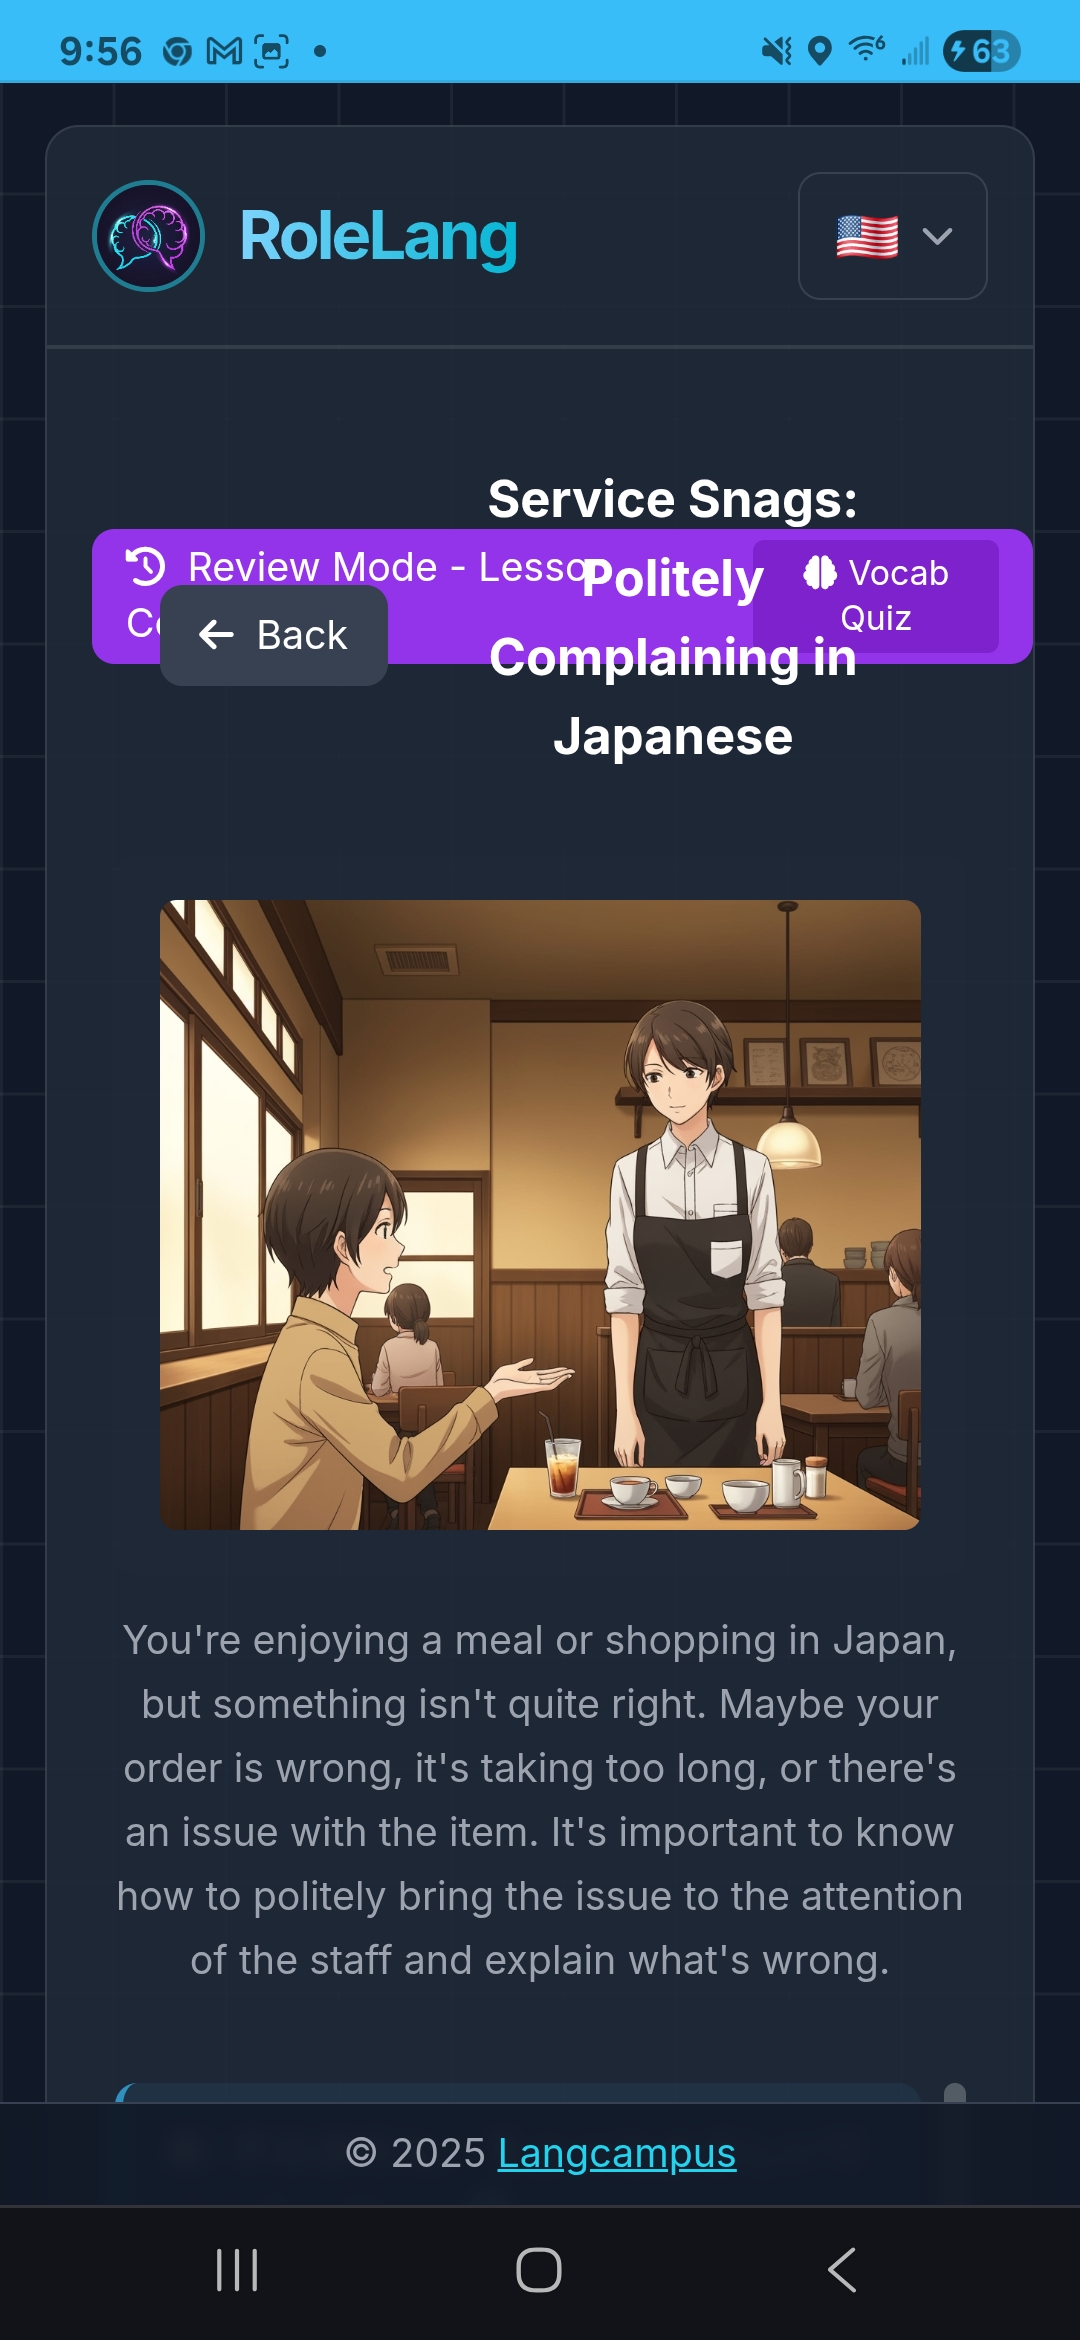 9:56
63
RoleLang
Service Snags:
Review Mode - Lesso
Politely
Vocab
Quiz
Back
Complaining in
Japanese
You're enjoying a meal or shopping in Japan,
but something isn't quite right. Maybe your
order is wrong, it's taking too long, or there's
an issue with the item. It's important to know
how to politely bring the issue to the attention
of the staff and explain what's wrong.
© 2025 Langcampus